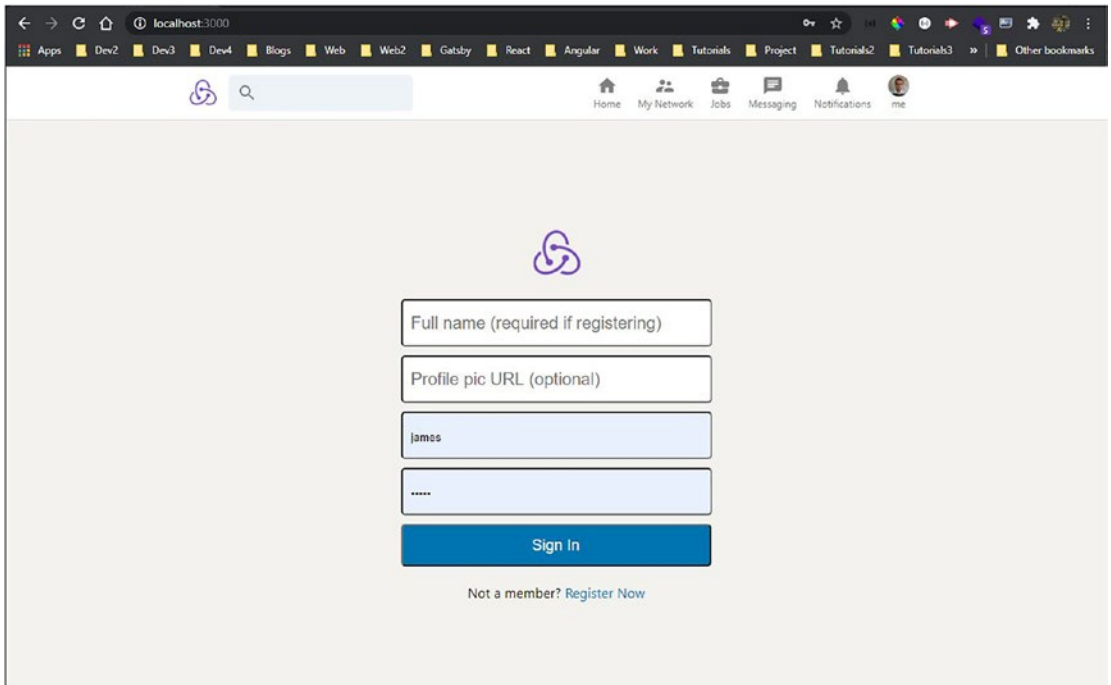 localhost:3000
Apps Dev2 Dev3 Dev4 Blogs Web Web2 Gatsby React Angular Work Tutorials Project Tutorials2 Tutorials3 » Other bookmarks
Home My Network Jobs Messaging Notifications me
Full name (required if registering)
Profile pic URL (optional)
james
•••••
Sign In
Not a member? Register Now